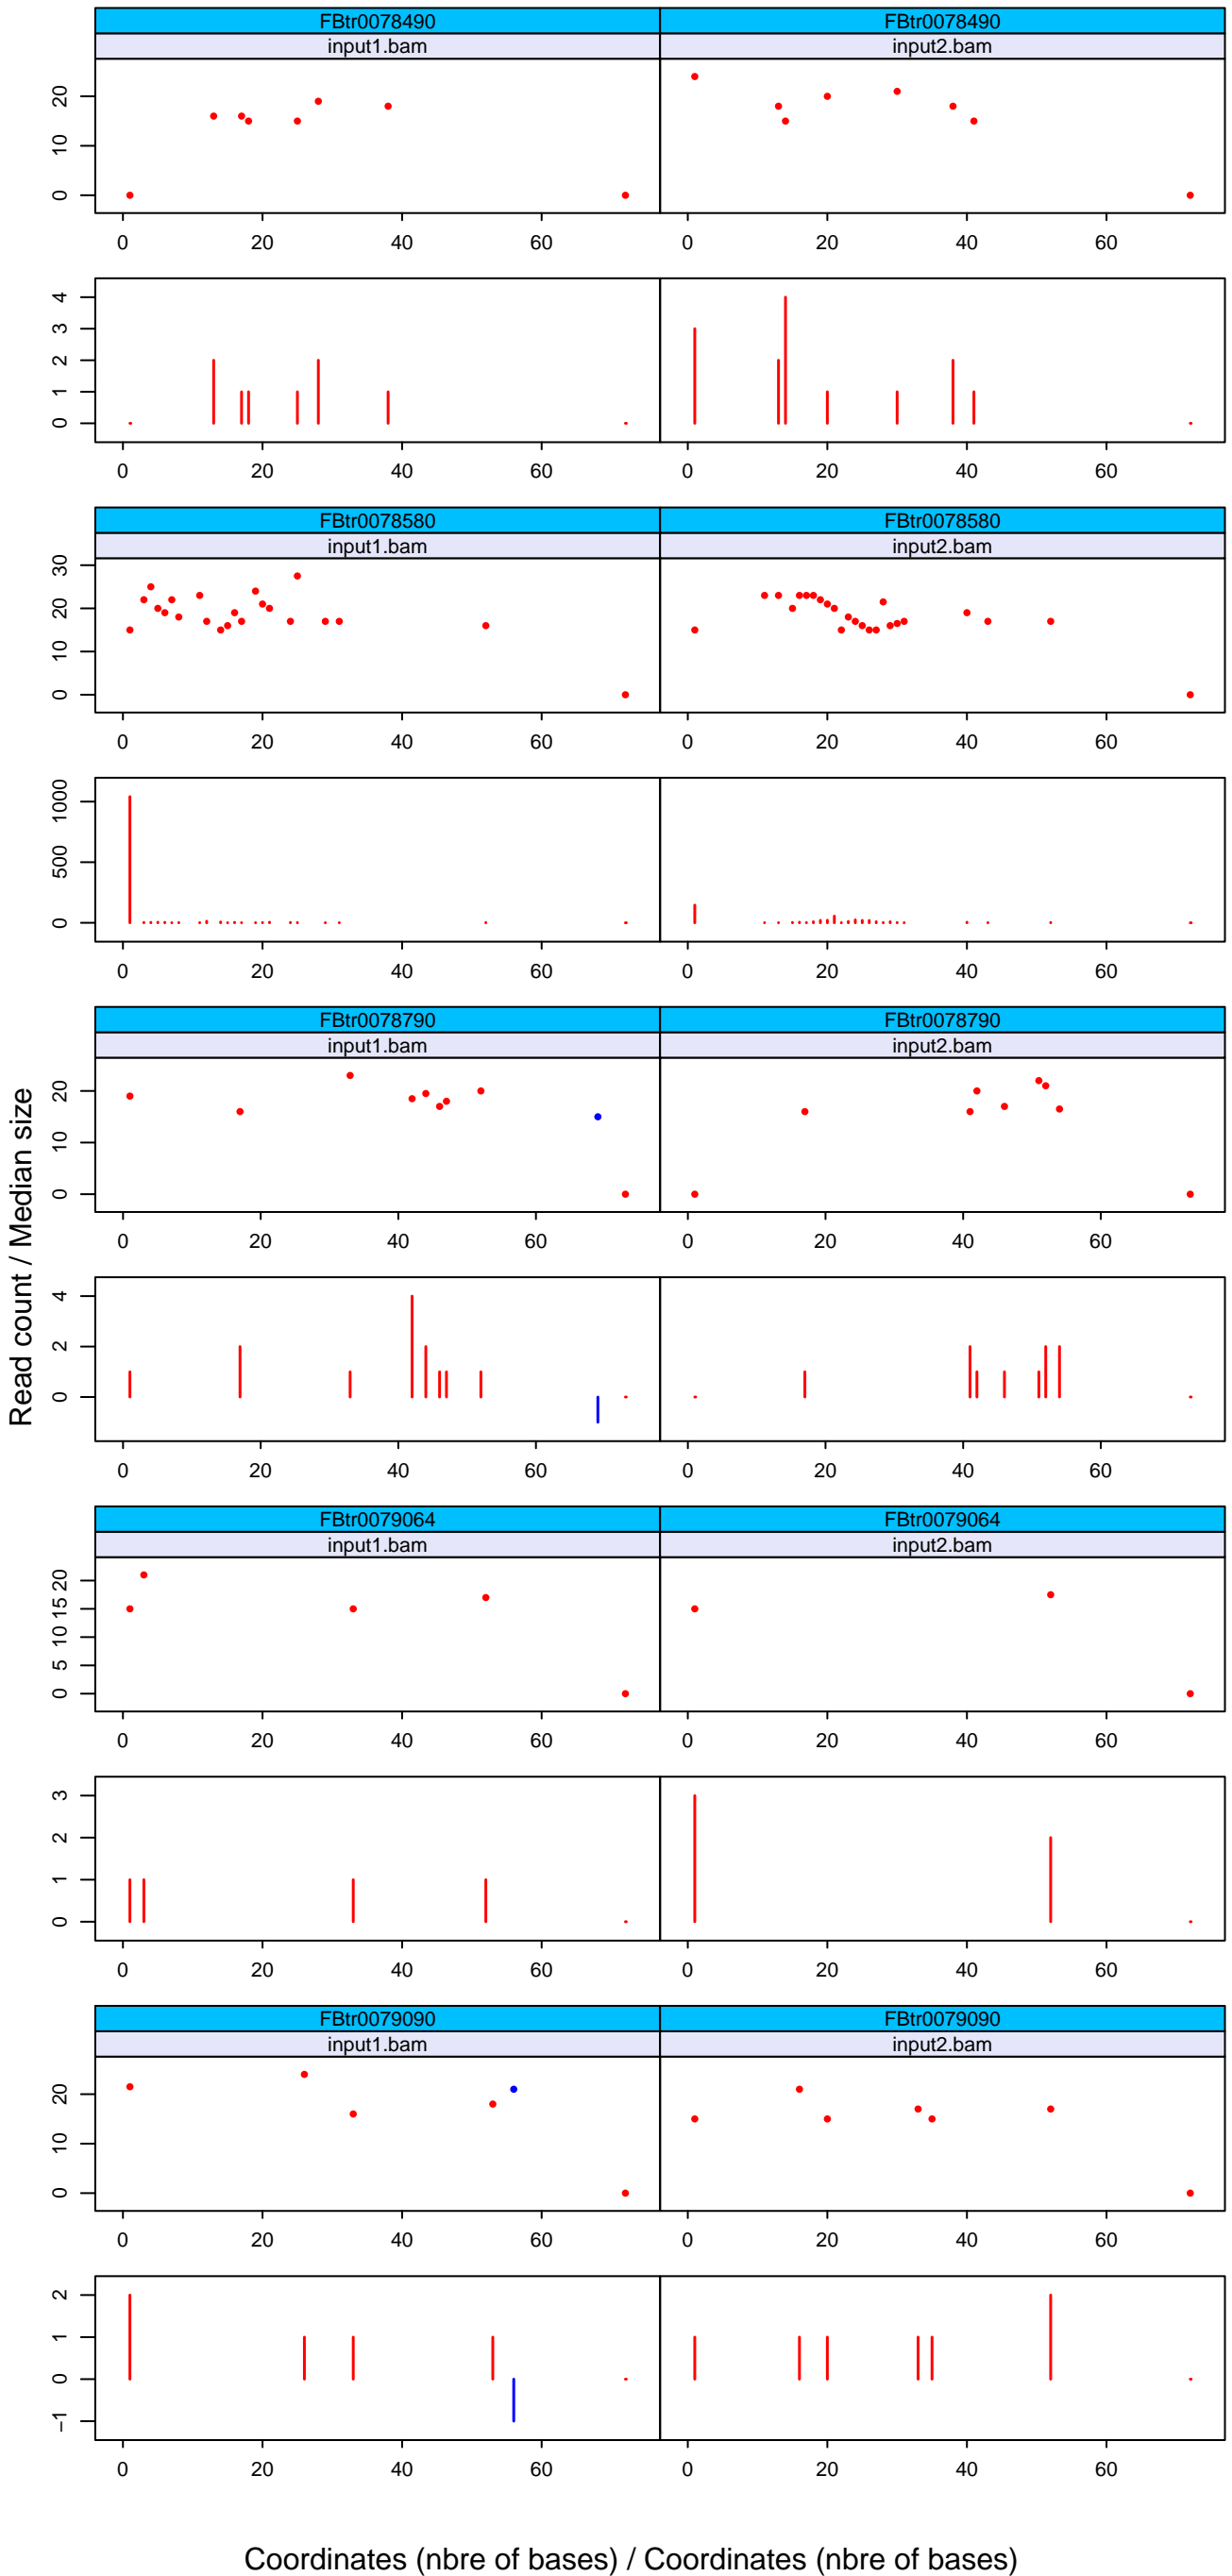 FBtr0078490 FBtr0078490
input1.bam input2.bam
20
10
0
0 20 40 60 0 20 40 60
4
3
2
1
0
0 20 40 60 0 20 40 60
FBtr0078580 FBtr0078580
input1.bam input2.bam
30
20
10
0
0 20 40 60 0 20 40 60
1000
500
0
0 20 40 60 0 20 40 60
FBtr0078790 FBtr0078790
input1.bam input2.bam
20
10
0
0 20 40 60 0 20 40 60
Read count / Median size
4
2
0
0 20 40 60 0 20 40 60
FBtr0079064 FBtr0079064
input1.bam input2.bam
20
15
10
5
0
0 20 40 60 0 20 40 60
3
2
1
0
0 20 40 60 0 20 40 60
FBtr0079090 FBtr0079090
input1.bam input2.bam
20
10
0
0 20 40 60 0 20 40 60
2
1
0
−1
0 20 40 60 0 20 40 60
Coordinates (nbre of bases) / Coordinates (nbre of bases)